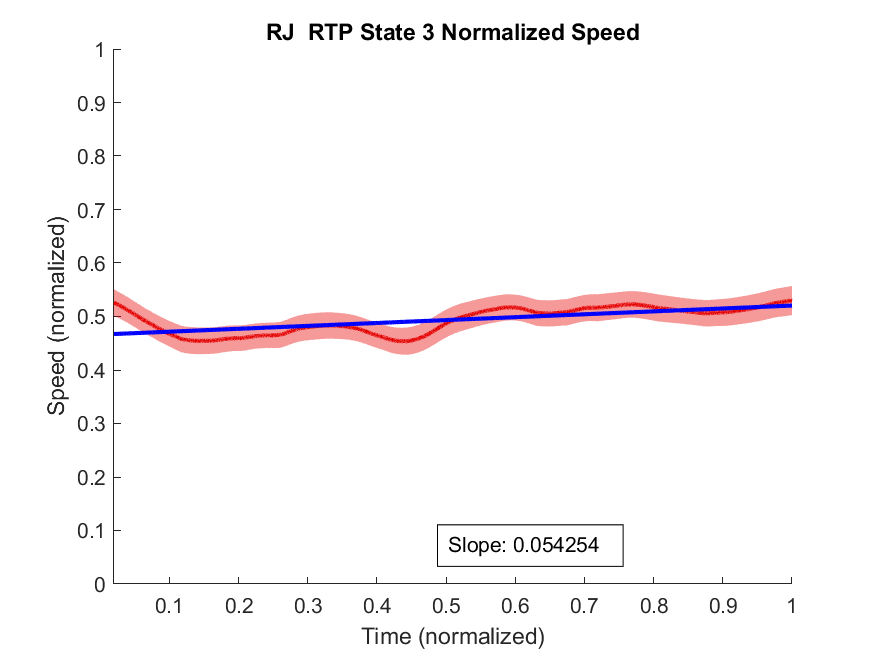 RJ  RTP State 3 Normalized Speed
1
0.9
0.8
0.7
0.6
0.5
0.4
0.3
0.2
0.1
0
Speed (normalized)
Slope: 0.054254
0.1 0.2 0.3 0.4 0.5 0.6 0.7 0.8 0.9 1
Time (normalized)